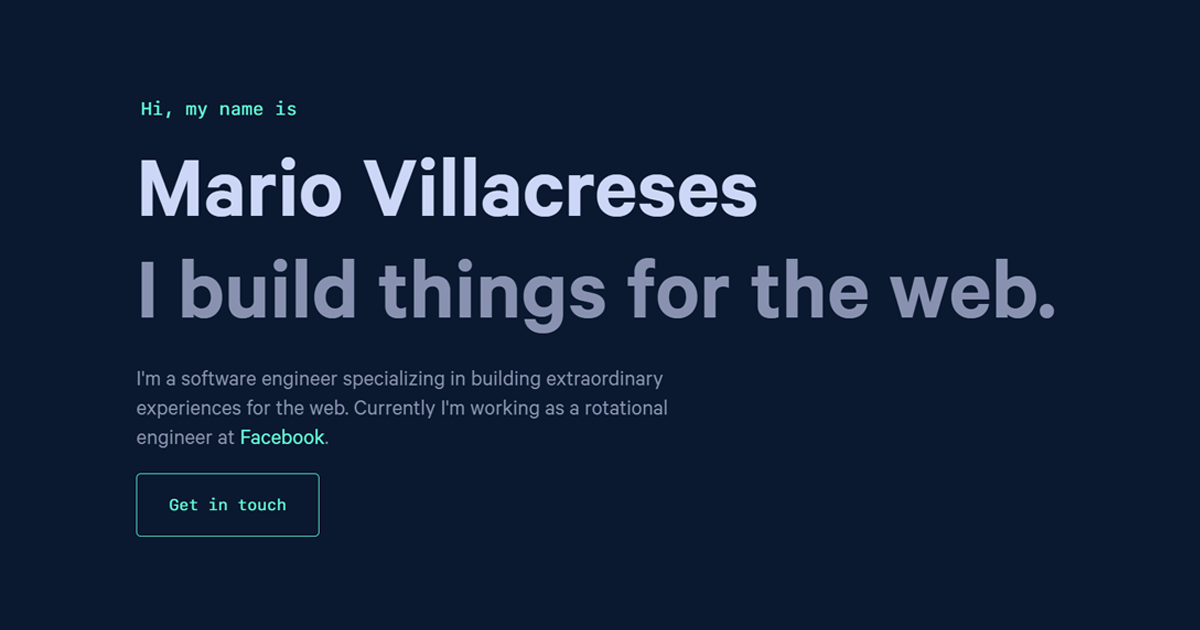 Hi, my name is
Mario Villacreses
I build things for the web.
I'm a software engineer specializing in building extraordinary
experiences for the web. Currently I'm working as a rotational
engineer at Facebook.
Get in touch